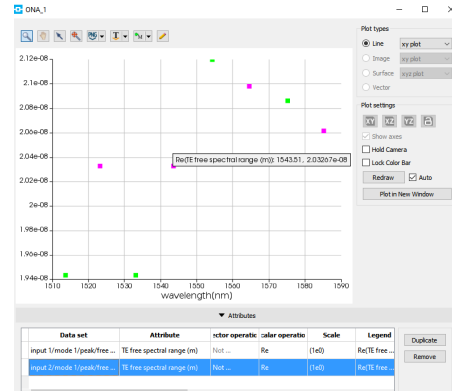 ONA_1
2.12e-08
2.1e-08
2.08e-08
2.06e-08
2.04e-08
2.02e-08
2e-08
1.98e-08
1.96e-08
1.94e-08
Re(TE free spectral range (m)): 1543.51, 2.03267e-08
1510 1520 1530 1540 1550 1560 1570 1580 1590
wavelength(nm)
Plot types
Line xy plot
Image xy plot
Surface xyz plot
Vector
Plot settings
XY XZ YZ
Show axes
Hold Camera
Lock Color Bar
Redraw Auto
Plot in New Window
Attributes
Data set Attribute ector operatio calar operatio Scale Legend
input 1/mode 1/peak/free ... TE free spectral range (m) Not ... Re (1e0) Re(TE free ...
input 2/mode 1/peak/free ... TE free spectral range (m) Not ... Re (1e0) Re(TE free ...
Duplicate
Remove